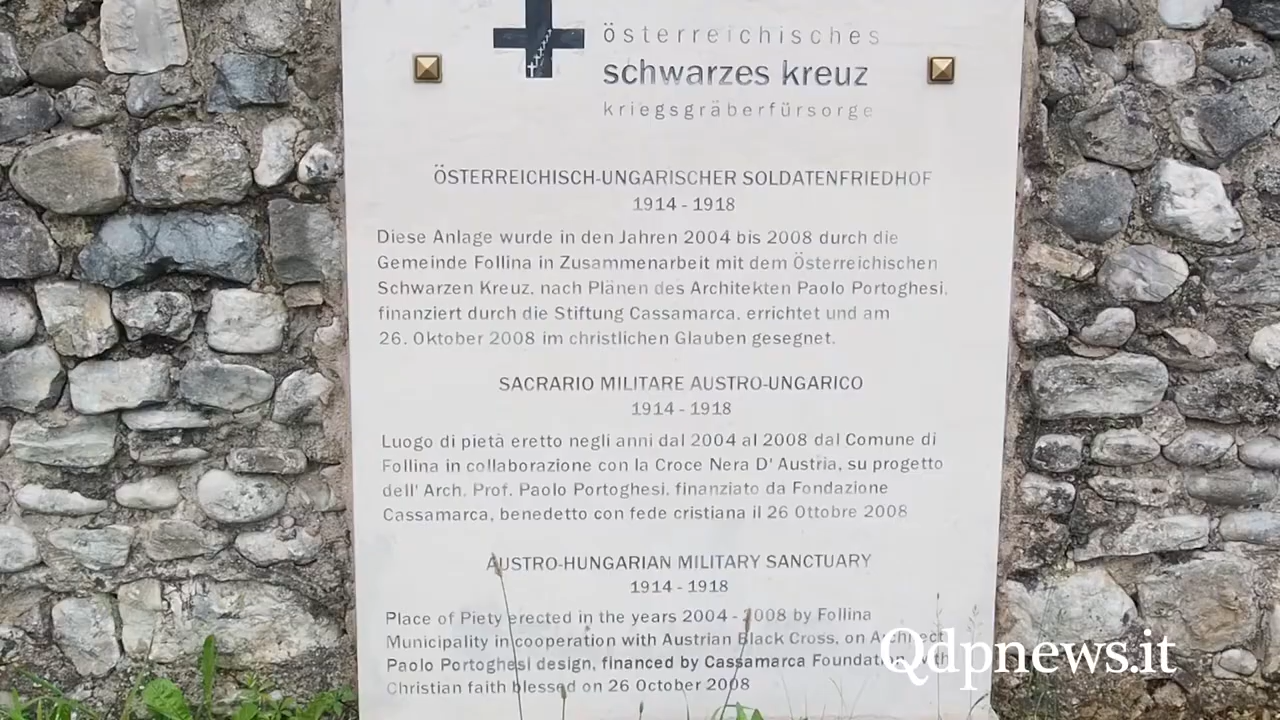 österreichisches
schwarzes kreuz
kriegsgräberfürsorge
ÖSTERREICHISCH-UNGARISCHER SOLDATENFRIEDHOF
1914 - 1918
Diese Anlage wurde in den Jahren 2004 bis 2008 durch die
Gemeinde Follina in Zusammenarbeit mit dem Österreichischen
Schwarzen Kreuz, nach Plänen des Architekten Paolo Portoghesi,
finanziert durch die Stiftung Cassamarca, errichtet und am
26. Oktober 2008 im christlichen Glauben gesegnet.
SACRARIO MILITARE AUSTRO-UNGARICO
1914 - 1918
Luogo di pietà eretto negli anni dal 2004 al 2008 dal Comune di
Follina in collaborazione con la Croce Nera D' Austria, su progetto
dell' Arch. Prof. Paolo Portoghesi, finanziato da Fondazione
Cassamarca, benedetto con fede cristiana il 26 Ottobre 2008
AUSTRO-HUNGARIAN MILITARY SANCTUARY
1914 - 1918
Place of Piety erected in the years 2004 - 2008 by Follina
Municipality in cooperation with Austrian Black Cross, on Architect
Paolo Portoghesi design, financed by Cassamarca Foundation with
Christian faith blessed on 26 October 2008
Qdpnews.it